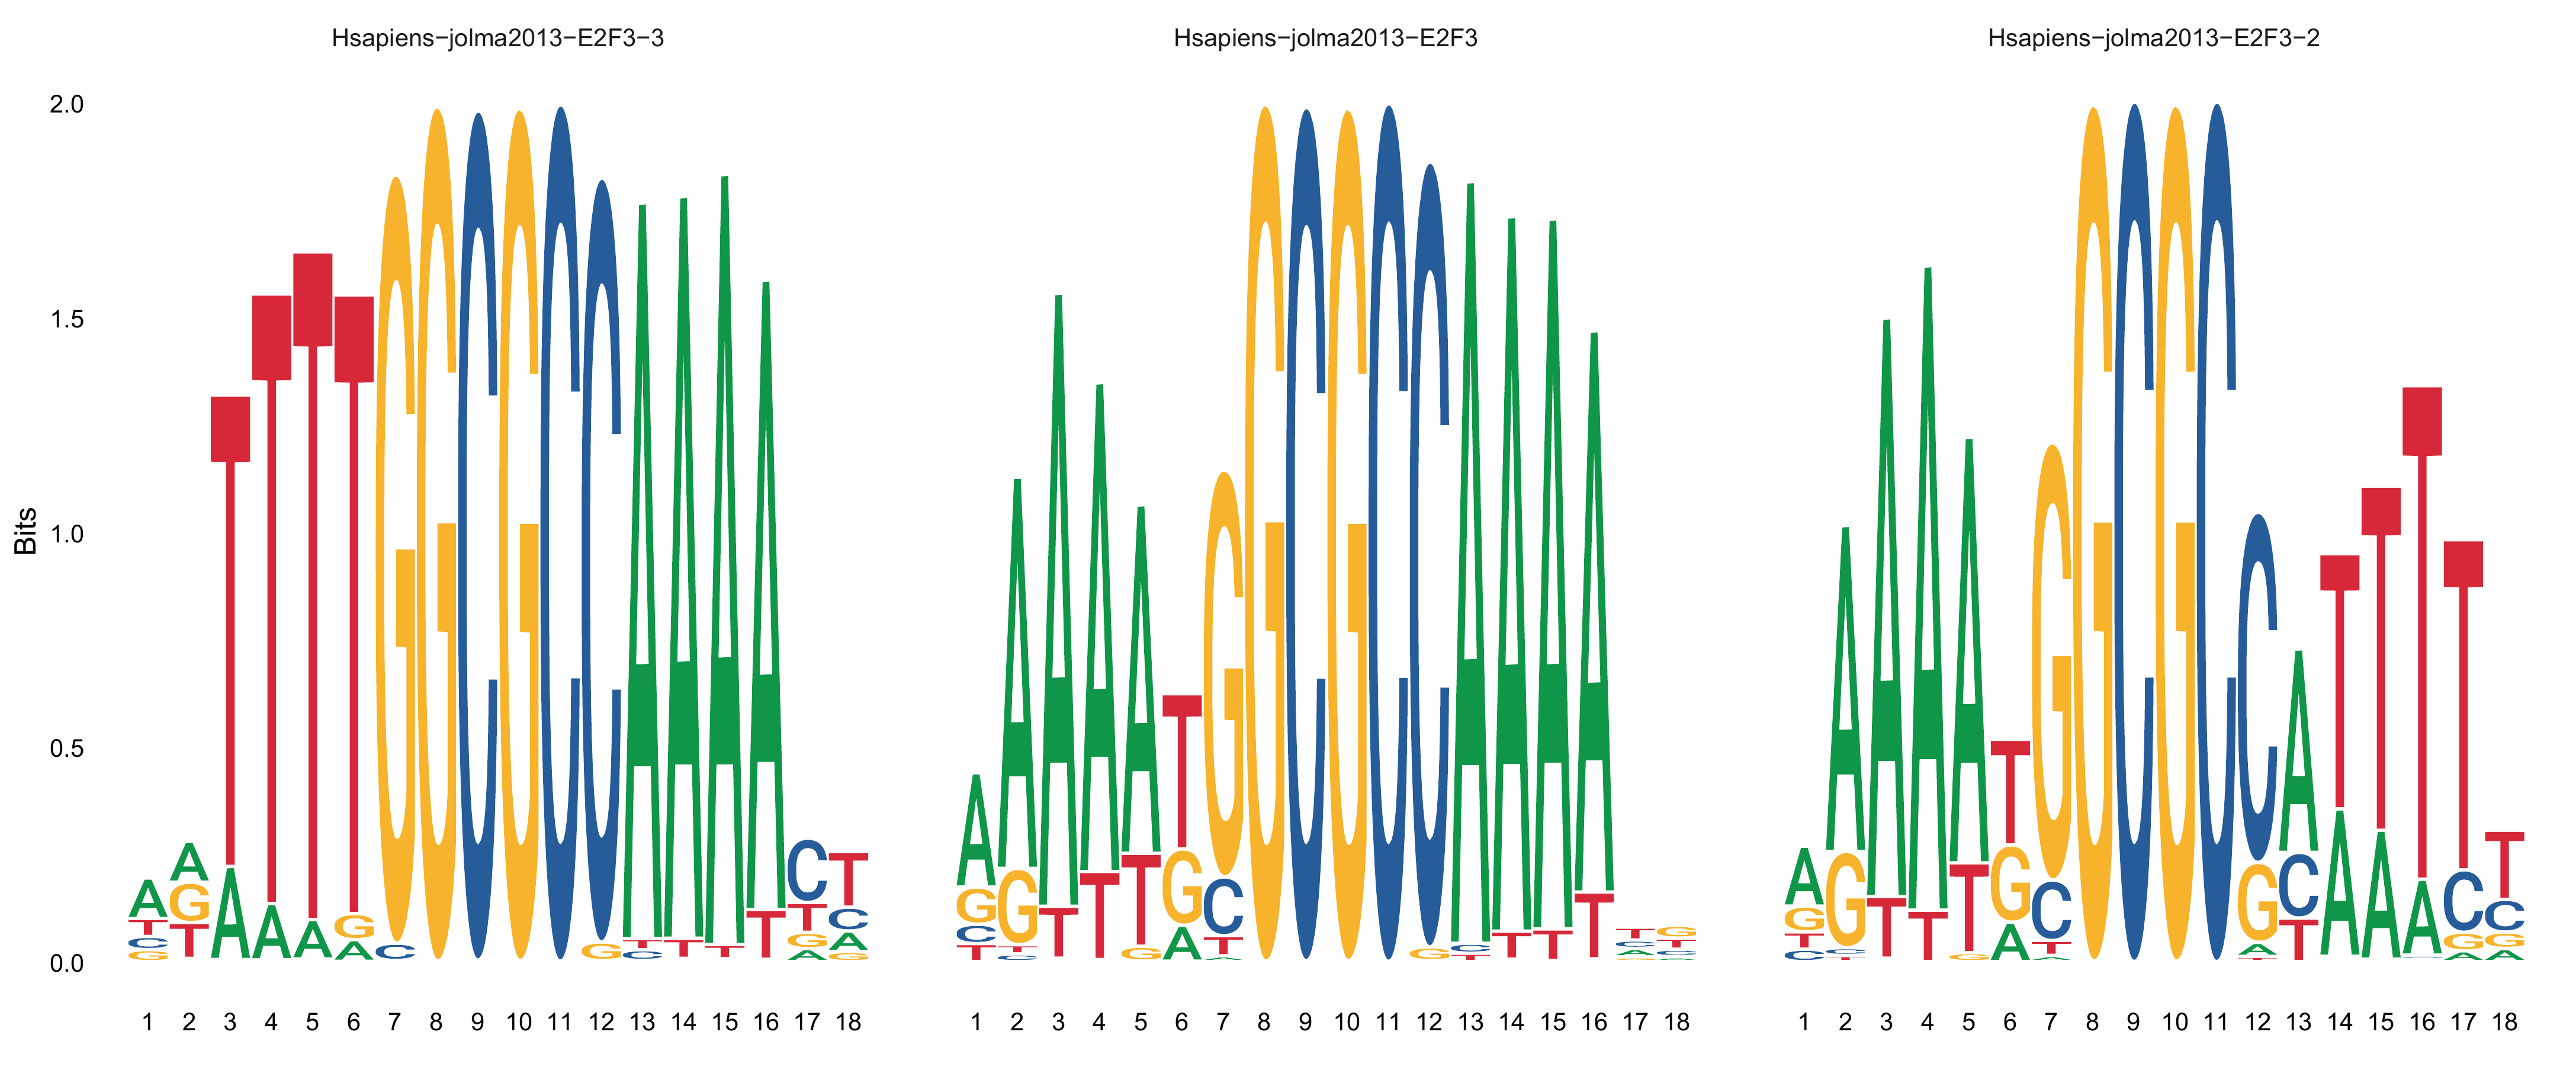 Hsapiens−jolma2013−E2F3−3 Hsapiens−jolma2013−E2F3 Hsapiens−jolma2013−E2F3−2
2.0
1.5
1.0
0.5
0.0
Bits
A T C G
A G T
T A
T A
T A
T G A
G C
G
C
G
C
C G
A T C
A T
A T
A T
C T G A
T C A G
A G C T
A G T C
A T
A T
A T G
T G A
G C T A
G
C
G
C
C G
A C T
A T
A T
A T
T C A G
G T C A
A G T C
A G C T
A T
A T
A T G
T G A
G C T A
G
C
G
C
C G A T
A C T
T A
T A
T A C
T C G A
T C G A
1 2 3 4 5 6 7 8 9 10 11 12 13 14 15 16 17 18 1 2 3 4 5 6 7 8 9 10 11 12 13 14 15 16 17 18 1 2 3 4 5 6 7 8 9 10 11 12 13 14 15 16 17 18